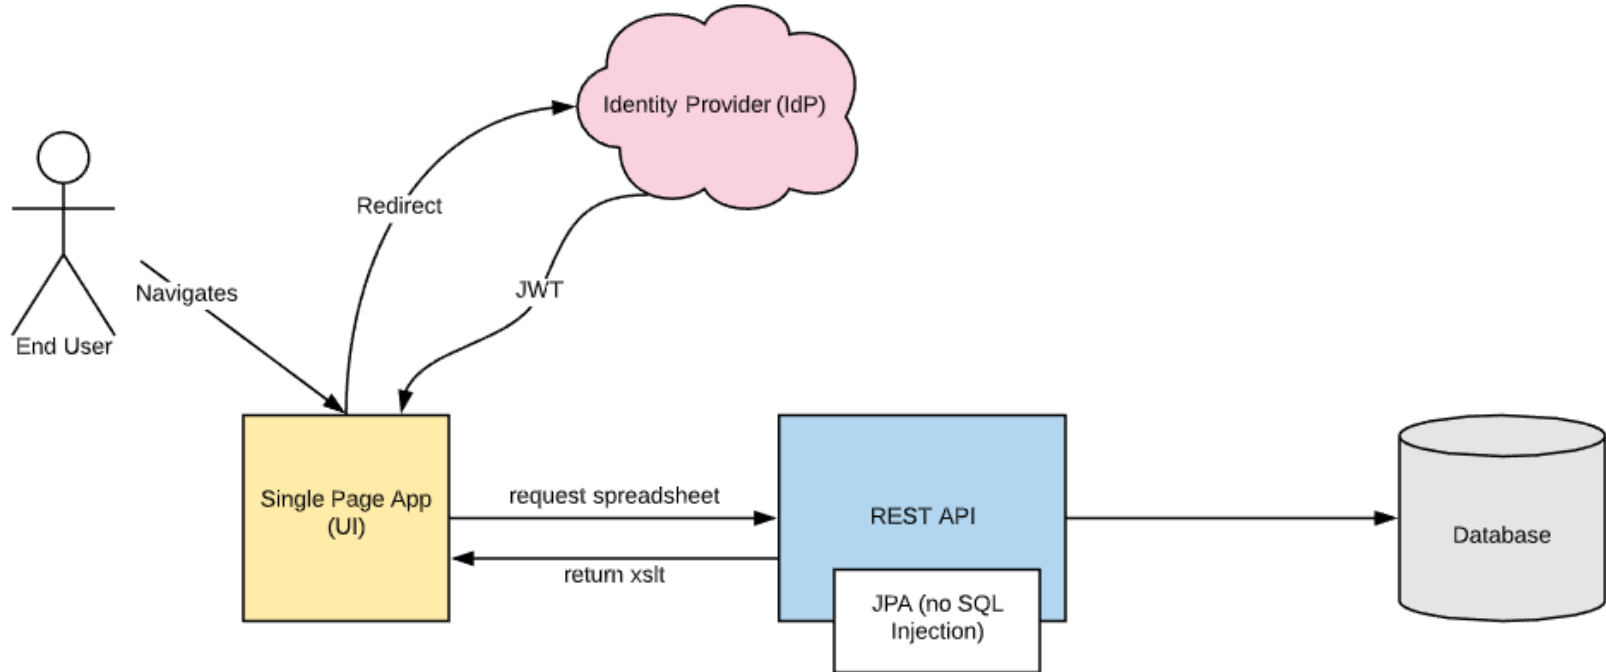 Identity Provider (IdP)
Redirect
JWT
Navigates
End User
Single Page App
(UI)
request spreadsheet
return xslt
REST API
JPA (no SQL
Injection)
Database